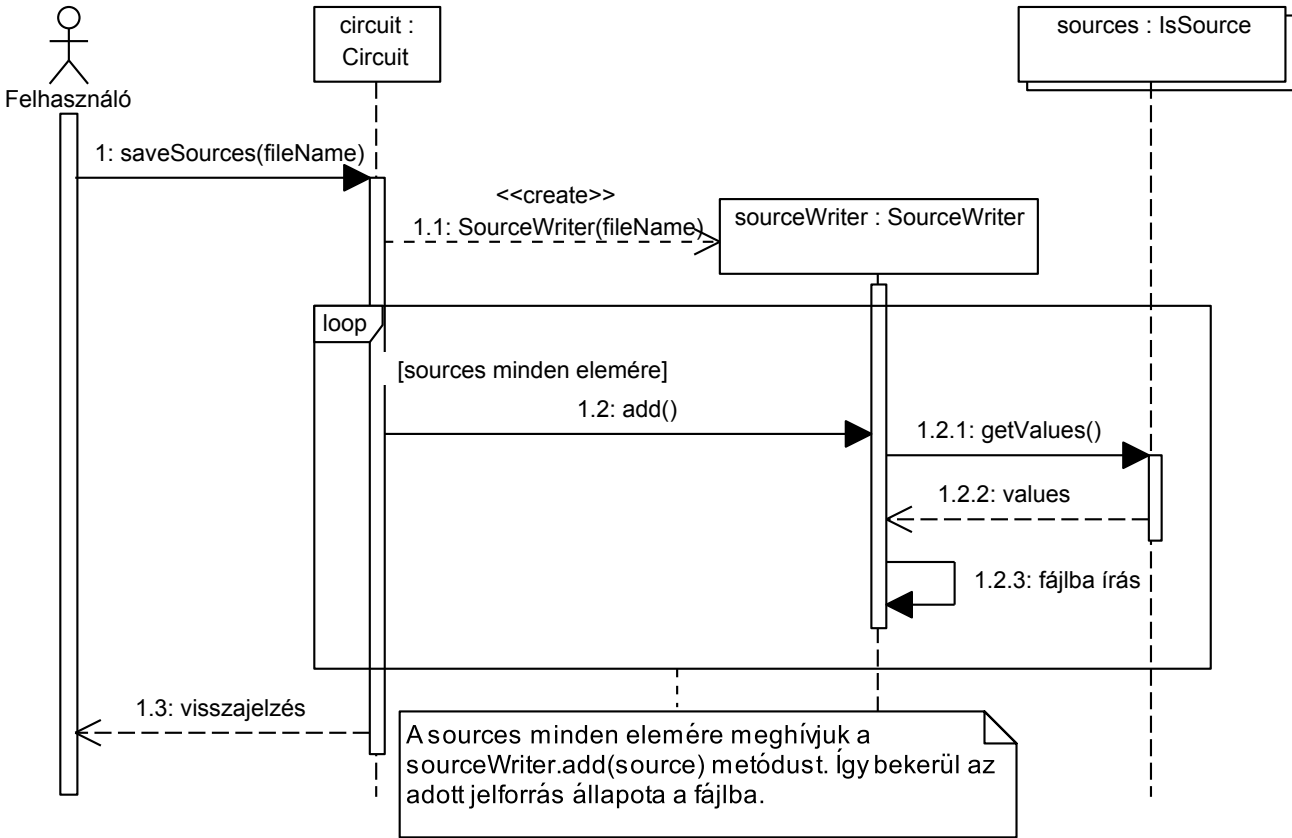 circuit :
Circuit
sources : IsSource
Felhasználó
1: saveSources(fileName)
<<create>>
1.1: SourceWriter(fileName)
sourceWriter : SourceWriter
loop
[sources minden elemére]
1.2: add()
1.2.1: getValues()
1.2.2: values
1.2.3: fájlba írás
1.3: visszajelzés
A sources minden elemére meghívjuk a
sourceWriter.add(source) metódust. Így bekerül az
adott jelforrás állapota a fájlba.